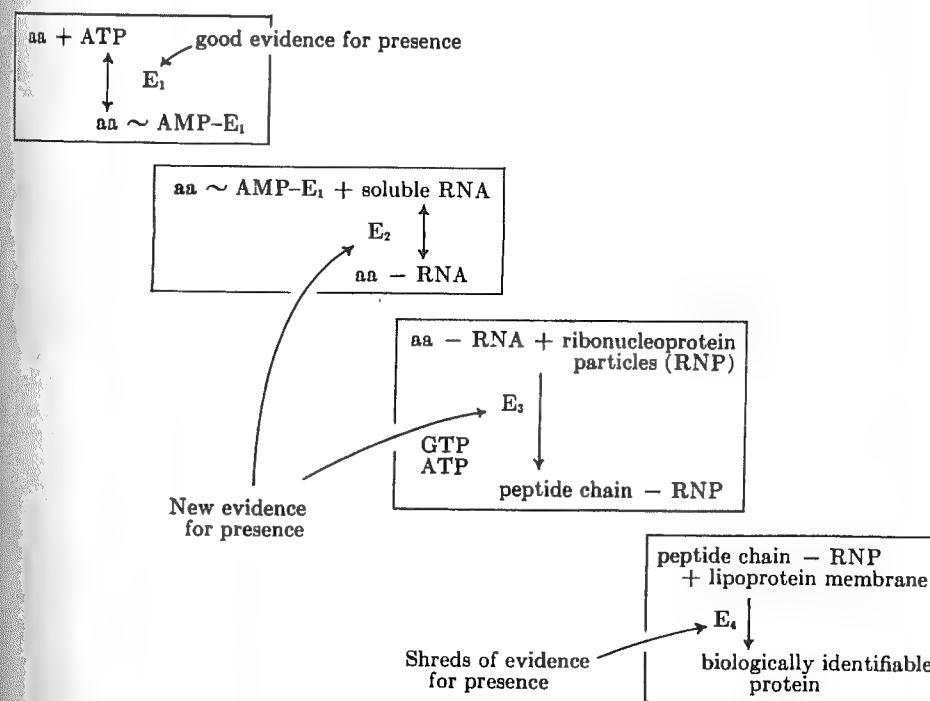 aa + ATP
good evidence for presence
E₁
aa ~ AMP–E₁
aa ~ AMP–E₁ + soluble RNA
E₂
aa – RNA
aa – RNA + ribonucleoprotein
particles (RNP)
E₃
GTP
ATP
peptide chain – RNP
New evidence
for presence
peptide chain – RNP
+ lipoprotein membrane
E₄
Shreds of evidence
for presence
biologically identifiable
protein